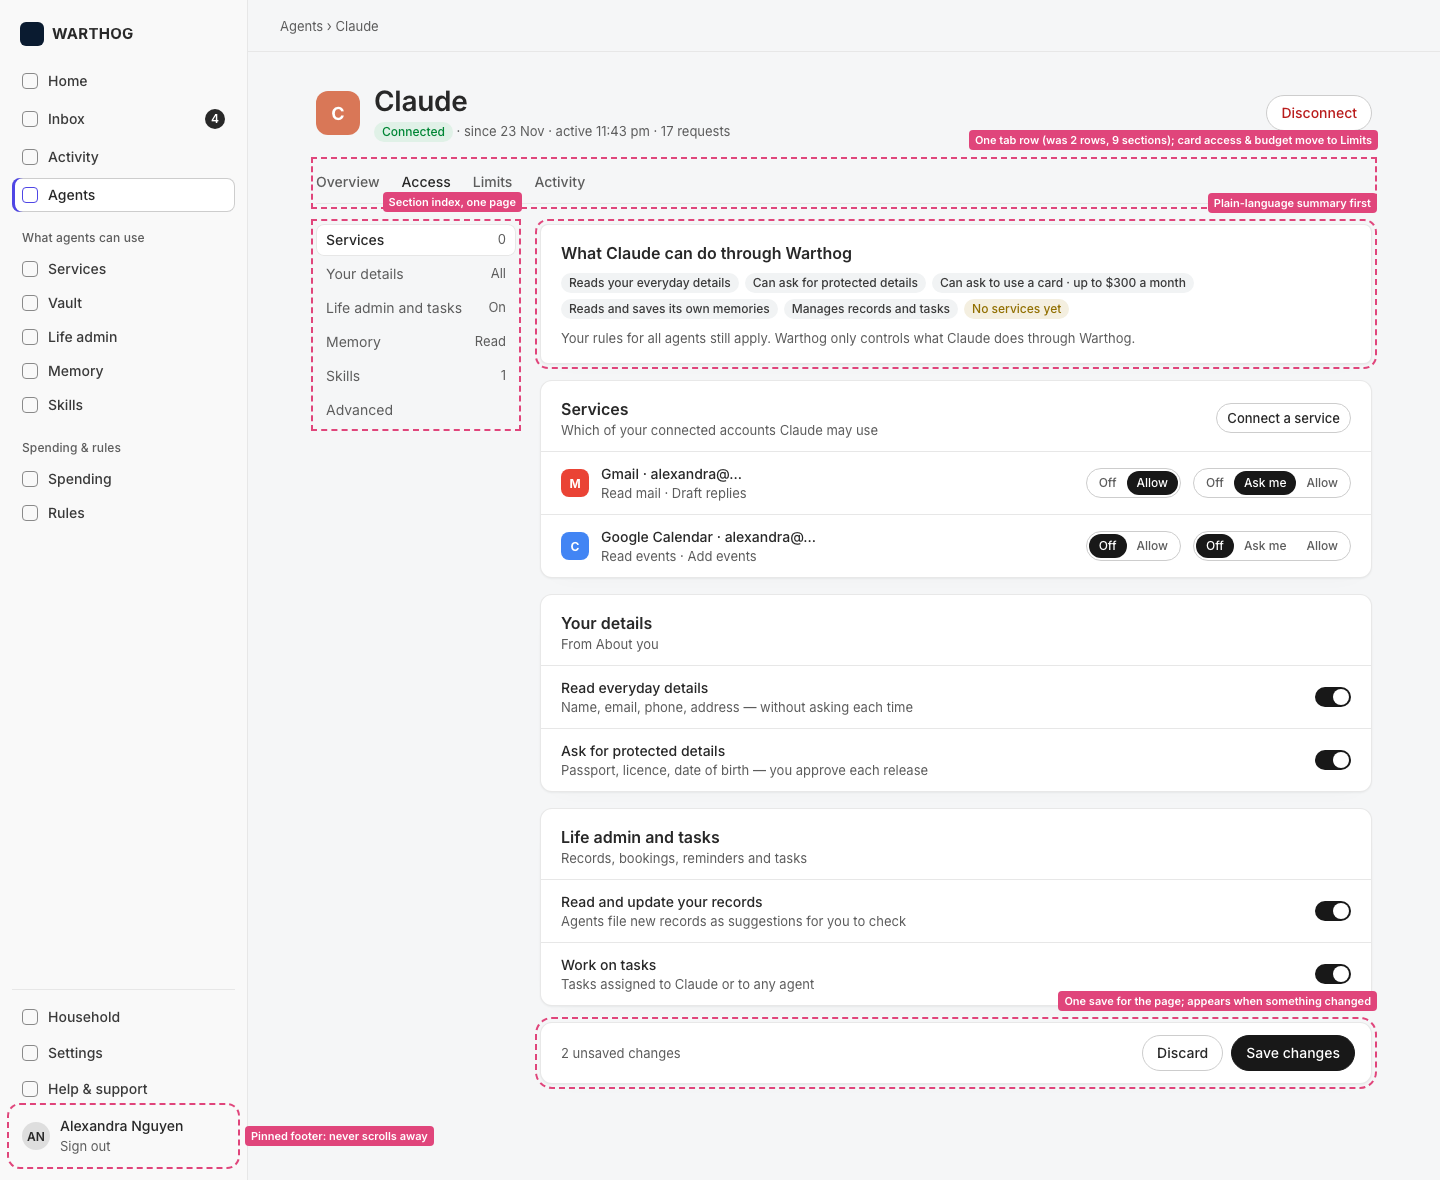 WARTHOG
Home
Inbox 4
Activity
Agents
What agents can use
Services
Vault
Life admin
Memory
Skills
Spending & rules
Spending
Rules
Household
Settings
Help & support
AN
Alexandra Nguyen
Sign out
Pinned footer: never scrolls away
Agents › Claude
C
Claude
Connected · since 23 Nov · active 11:43 pm · 17 requests
Disconnect
One tab row (was 2 rows, 9 sections); card access & budget move to Limits
Overview Access Limits Activity
Section index, one page
Plain-language summary first
Services 0
Your details All
Life admin and tasks On
Memory Read
Skills 1
Advanced
What Claude can do through Warthog
Reads your everyday details Can ask for protected details Can ask to use a card · up to $300 a month
Reads and saves its own memories Manages records and tasks No services yet
Your rules for all agents still apply. Warthog only controls what Claude does through Warthog.
Services
Which of your connected accounts Claude may use
Connect a service
M
Gmail · alexandra@...
Read mail · Draft replies
Off Allow Off Ask me Allow
C
Google Calendar · alexandra@...
Read events · Add events
Off Allow Off Ask me Allow
Your details
From About you
Read everyday details
Name, email, phone, address — without asking each time
Ask for protected details
Passport, licence, date of birth — you approve each release
Life admin and tasks
Records, bookings, reminders and tasks
Read and update your records
Agents file new records as suggestions for you to check
Work on tasks
Tasks assigned to Claude or to any agent
One save for the page; appears when something changed
2 unsaved changes
Discard Save changes